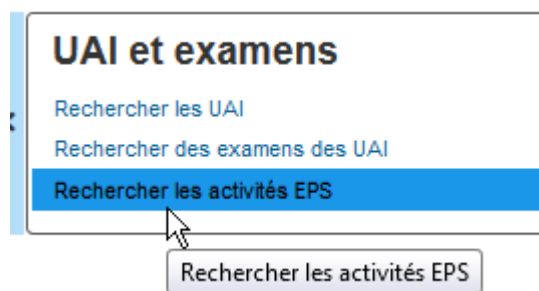 UAI et examens
Rechercher les UAI
Rechercher des examens des UAI
Rechercher les activités EPS
Rechercher les activités EPS